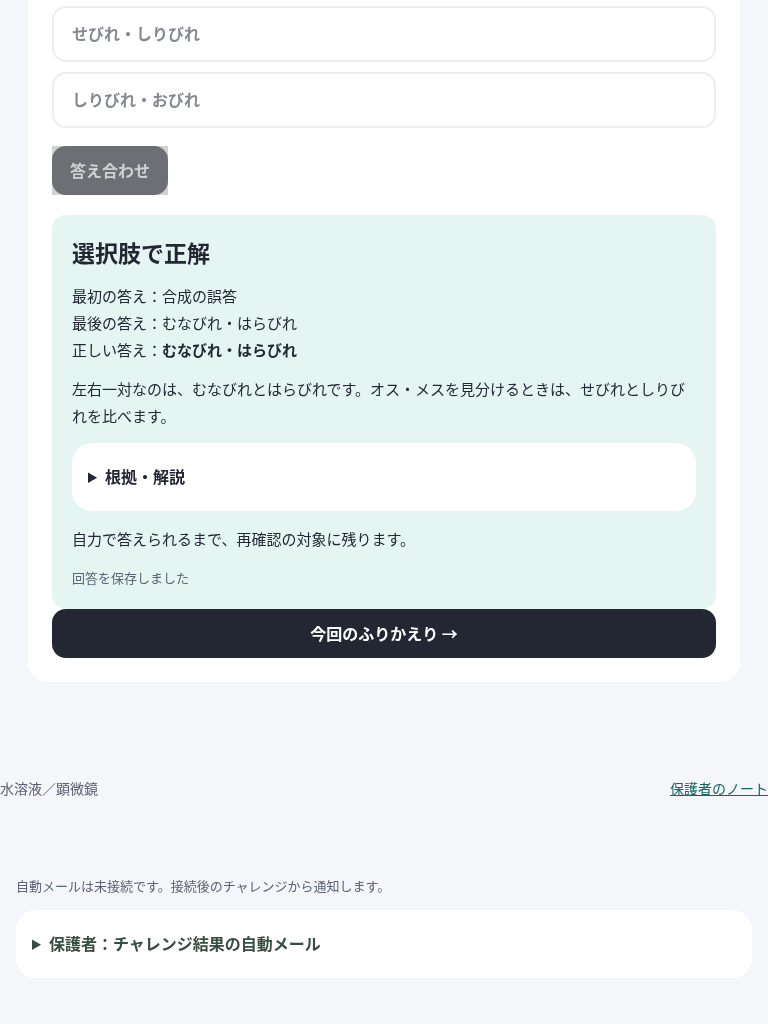 せびれ・しりびれ
しりびれ・おびれ
答え合わせ
選択肢で正解
最初の答え：合成の誤答
最後の答え：むなびれ・はらびれ
正しい答え：むなびれ・はらびれ
左右一対なのは、むなびれとはらびれです。オス・メスを見分けるときは、せびれとしりび
れを比べます。
▶ 根拠・解説
自力で答えられるまで、再確認の対象に残ります。
回答を保存しました
今回のふりかえり →
水溶液／顕微鏡
保護者のノート
自動メールは未接続です。接続後のチャレンジから通知します。
▶ 保護者：チャレンジ結果の自動メール